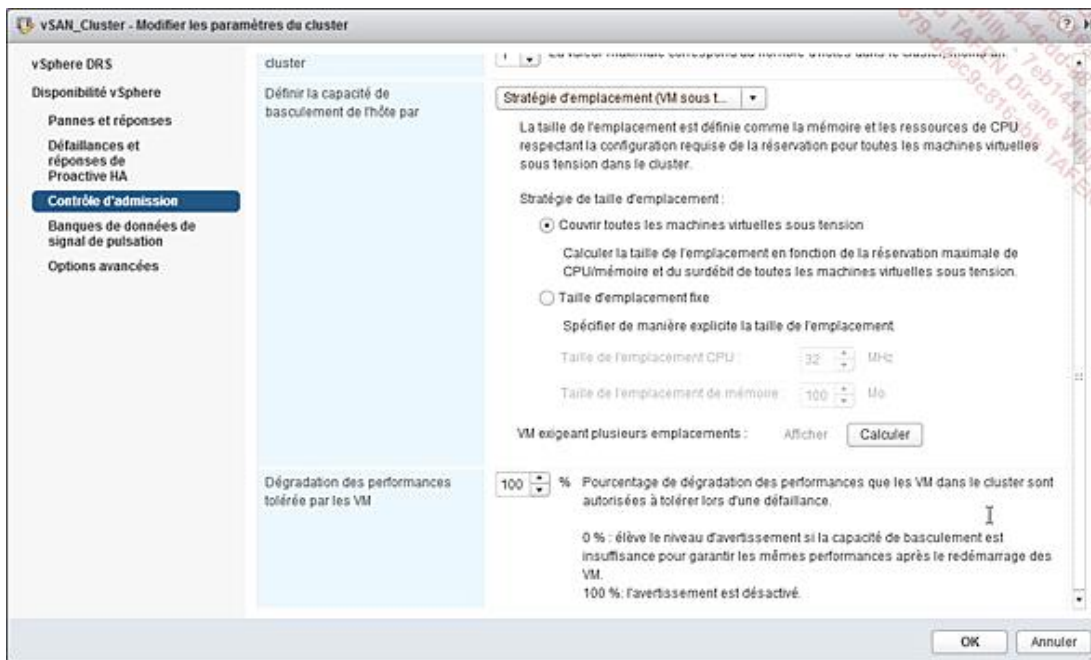 vSAN_Cluster - Modifier les paramètres du cluster
vSphere DRS
Disponibilité vSphere
Pannes et réponses
Défaillances et
réponses de
Proactive HA
Contrôle d'admission
Banques de données de
signal de pulsation
Options avancées
cluster
Définir la capacité de
basculement de l'hôte par
Stratégie d'emplacement (VM sous t...
La taille de l'emplacement est définie comme la mémoire et les ressources de CPU
respectant la configuration requise de la réservation pour toutes les machines virtuelles
sous tension dans le cluster.
Stratégie de taille d'emplacement :
Couvrir toutes les machines virtuelles sous tension
Calculer la taille de l'emplacement en fonction de la réservation maximale de
CPU/mémoire et du surdébit de toutes les machines virtuelles sous tension.
Taille d'emplacement fixe
Spécifier de manière explicite la taille de l'emplacement
Taille de l'emplacement CPU : 32 MHz
Taille de l'emplacement de mémoire : 100 Mo
VM exigeant plusieurs emplacements : Afficher Calculer
Dégradation des performances
tolérée par les VM
100 % Pourcentage de dégradation des performances que les VM dans le cluster sont
autorisées à tolérer lors d'une défaillance.
0 % : élève le niveau d'avertissement si la capacité de basculement est
insuffisance pour garantir les mêmes performances après le redémarrage des
VM.
100 %: l'avertissement est désactivé.
OK Annuler